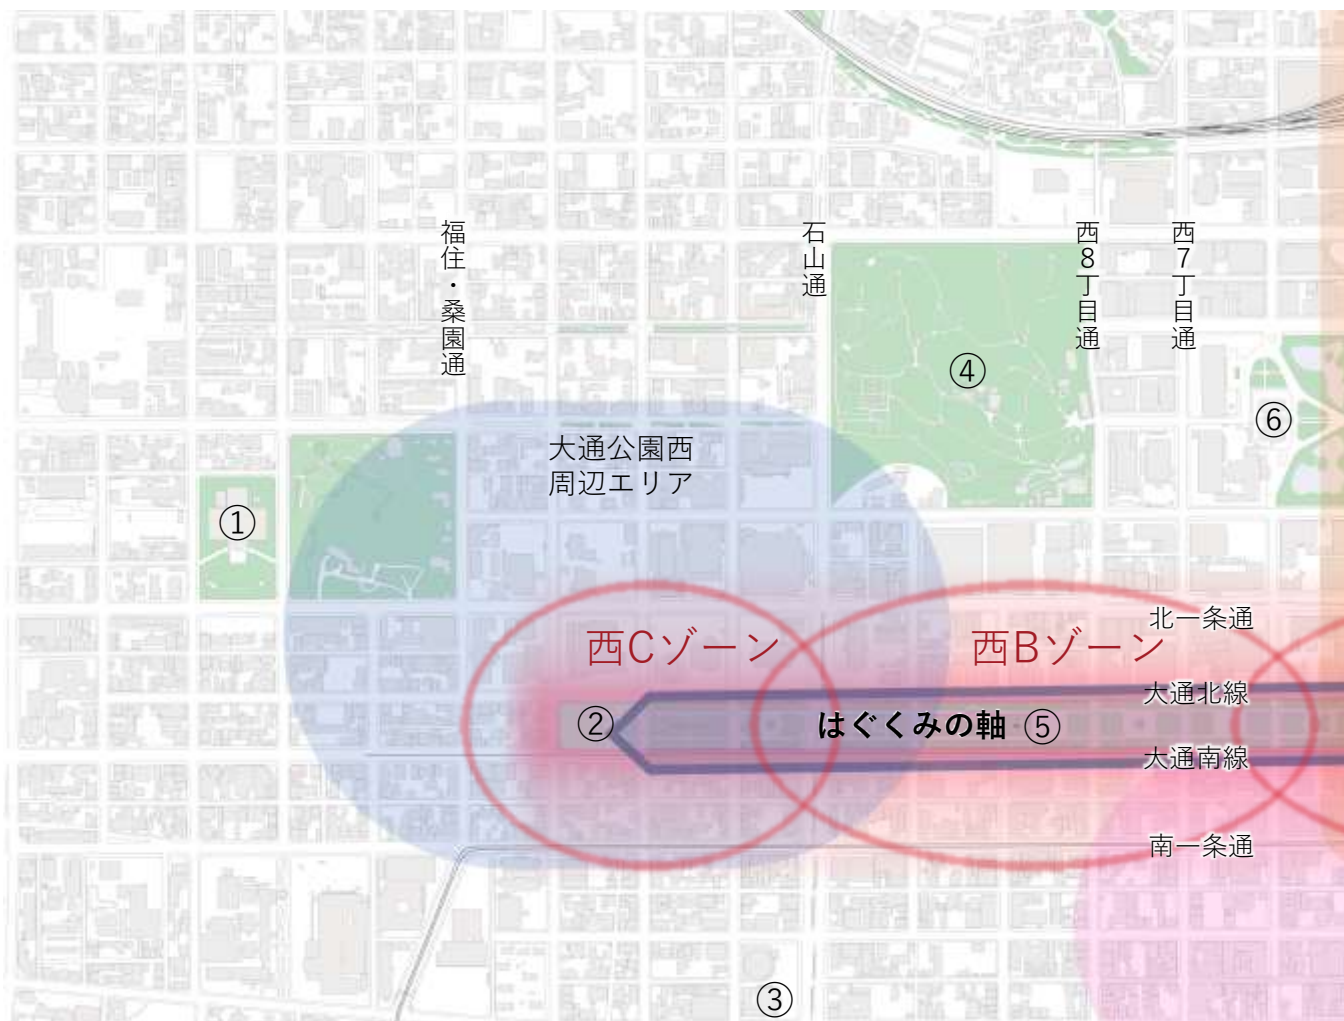 福住・桑園通
石山通
西8丁目通
西7丁目通
④
⑥
大通公園西
周辺エリア
①
北一条通
西Cゾーン
西Bゾーン
大通北線
②
はぐくみの軸
⑤
大通南線
南一条通
③